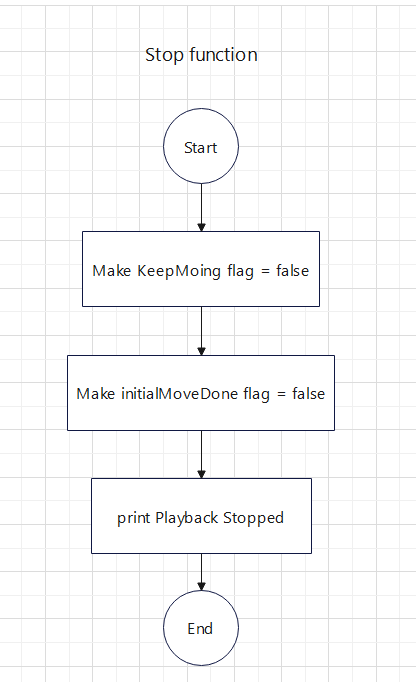 Stop function
Start
Make KeepMoing flag = false
Make initialMoveDone flag = false
print Playback Stopped
End